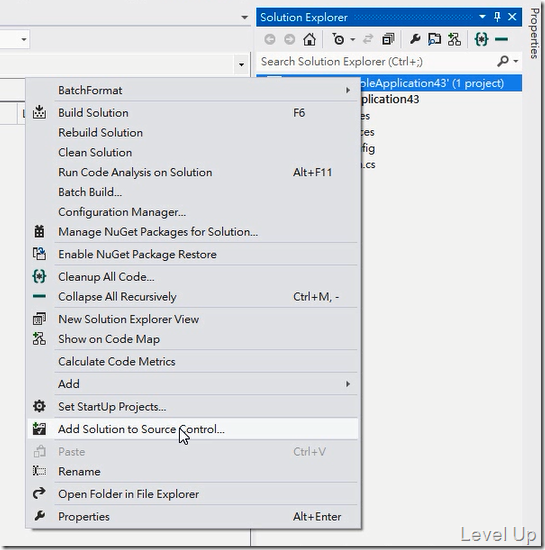 Solution Explorer
Properties
Search Solution Explorer (Ctrl+;)
oleApplication43' (1 project)
plication43
es
ces
fig
n.cs
BatchFormat
Build Solution F6
Rebuild Solution
Clean Solution
Run Code Analysis on Solution Alt+F11
Batch Build...
Configuration Manager...
Manage NuGet Packages for Solution...
Enable NuGet Package Restore
Cleanup All Code...
Collapse All Recursively Ctrl+M, -
New Solution Explorer View
Show on Code Map
Calculate Code Metrics
Add
Set StartUp Projects...
Add Solution to Source Control...
Paste Ctrl+V
Rename
Open Folder in File Explorer
Properties Alt+Enter
Level Up